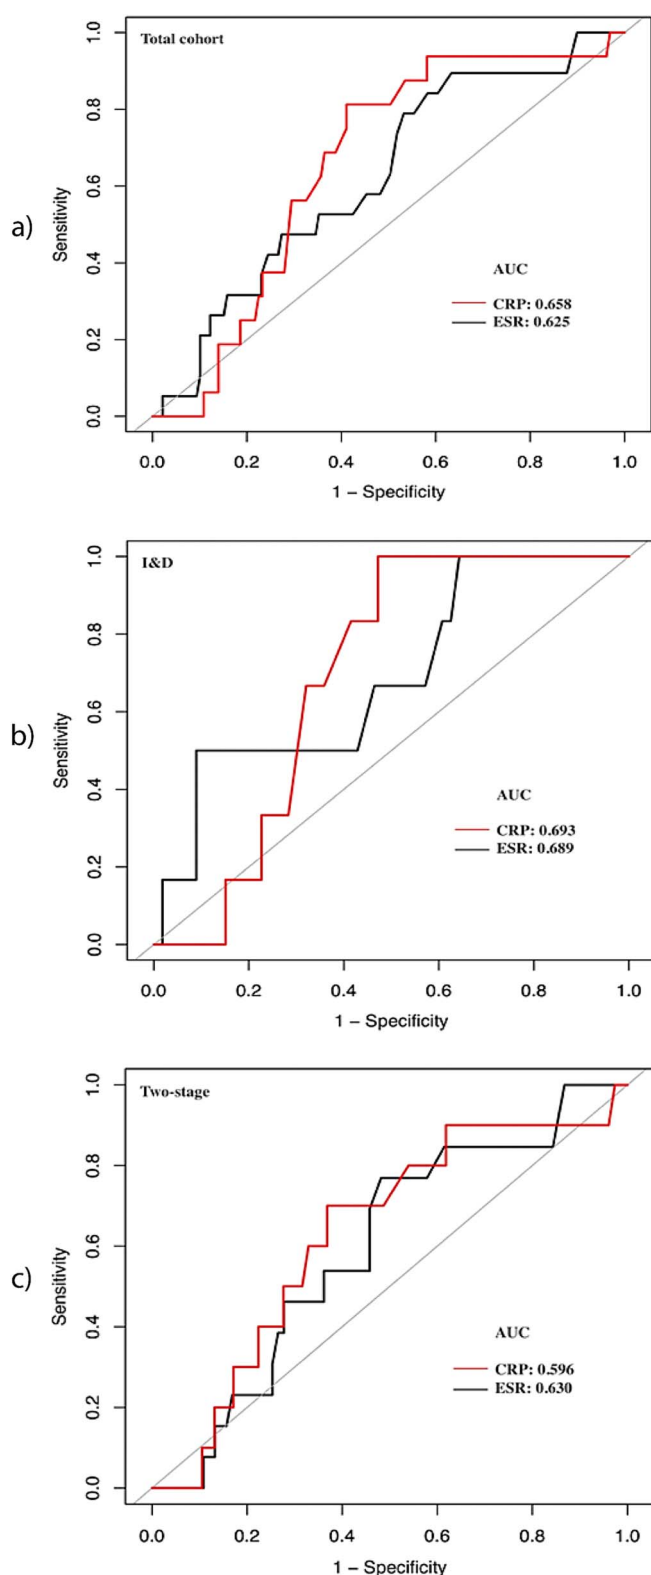 a)
Total cohort
Sensitivity
1.0
0.8
0.6
0.4
0.2
0.0
AUC
CRP: 0.658
ESR: 0.625
0.0 0.2 0.4 0.6 0.8 1.0
1 − Specificity
b)
I&D
Sensitivity
1.0
0.8
0.6
0.4
0.2
0.0
AUC
CRP: 0.693
ESR: 0.689
0.0 0.2 0.4 0.6 0.8 1.0
1 − Specificity
c)
Two-stage
Sensitivity
1.0
0.8
0.6
0.4
0.2
0.0
AUC
CRP: 0.596
ESR: 0.630
0.0 0.2 0.4 0.6 0.8 1.0
1 − Specificity